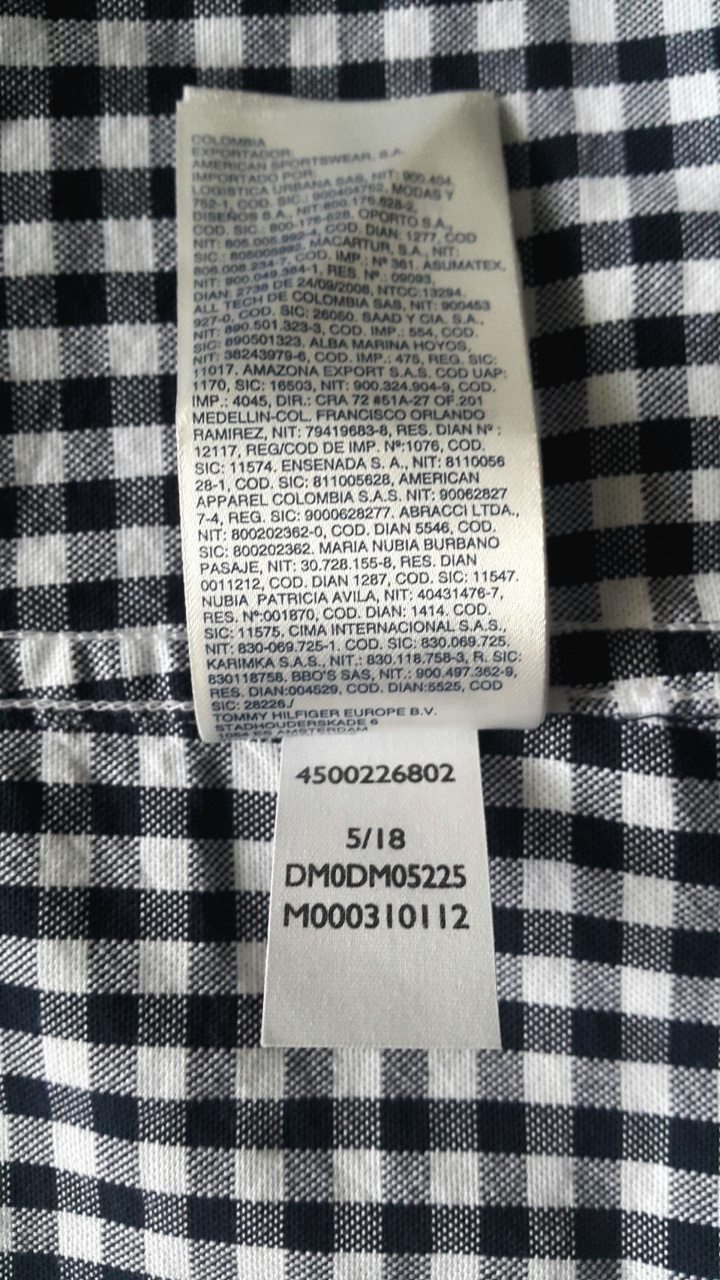 COLOMBIA
EXPORTADOR:
AMERICAN SPORTSWEAR, S.A.
IMPORTADO POR:
LOGISTICA URBANA SAS, NIT: 900.404.
752-1, COD. SIC.: 900404752, MODAS Y
DISEÑOS S.A., NIT:800.176.628-2,
COD. SIC.: 800-176-628, OPORTO S.A.,
NIT: 805.005.992-4, COD. DIAN: 1277, COD
SIC.: 805005992, MACARTUR, S.A., NIT:
806.008.234-7, COD. IMP.: Nº 361. ASUMATEX,
NIT: 900.049.384-1, RES. Nº.: 09093,
DIAN: 2738 DE 24/09/2008, NTCC:13294.
ALL TECH DE COLOMBIA SAS, NIT: 900453
927-0, COD. SIC: 26060. SAAD Y CIA. S.A.,
NIT: 890.501.323-3, COD. IMP.: 554, COD.
SIC: 890501323. ALBA MARINA HOYOS,
NIT: 38243979-6, COD. IMP.: 475, REG. SIC:
11017. AMAZONA EXPORT S.A.S. COD UAP:
1170, SIC: 16503, NIT: 900.324.904-9, COD.
IMP.: 4045, DIR.: CRA 72 #51A-27 OF.201
MEDELLIN-COL. FRANCISCO ORLANDO
RAMIREZ, NIT: 79419683-8, RES. DIAN Nº :
12117, REG/COD DE IMP. Nº:1076, COD.
SIC: 11574. ENSENADA S. A., NIT: 8110056
28-1, COD. SIC: 811005628, AMERICAN
APPAREL COLOMBIA S.A.S. NIT: 90062827
7-4, REG. SIC: 9000628277. ABRACCI LTDA.,
NIT: 800202362-0, COD. DIAN 5546, COD.
SIC: 800202362. MARIA NUBIA BURBANO
PASAJE, NIT: 30.728.155-8, RES. DIAN
0011212, COD. DIAN 1287, COD. SIC: 11547.
NUBIA PATRICIA AVILA, NIT: 40431476-7,
RES. Nº:001870, COD. DIAN: 1414. COD.
SIC: 11575. CIMA INTERNACIONAL S.A.S.,
NIT: 830-069.725-1. COD. SIC: 830.069.725.
KARIMKA S.A.S., NIT.: 830.118.758-3, R. SIC:
830118758. BBO'S SAS, NIT.: 900.497.362-9,
RES. DIAN:004529, COD. DIAN:5525, COD
SIC: 28226./
TOMMY HILFIGER EUROPE B.V.
STADHOUDERSKADE 6
AMSTERDAM
4500226802
5/18
DM0DM05225
M000310112